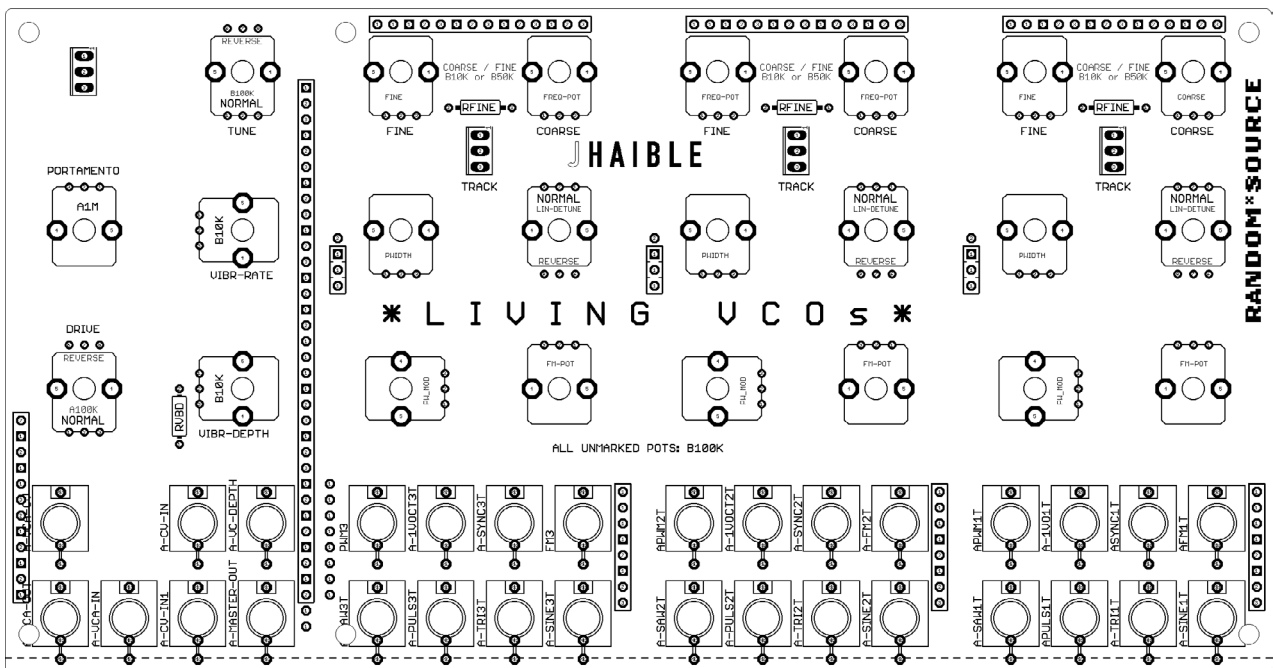 REVERSE
B100K
NORMAL
TUNE
FINE
FINE
COARSE / FINE
B10K or B50K
RFINE
FREQ-POT
COARSE
TRACK
FREQ-POT
FINE
COARSE / FINE
B10K or B50K
RFINE
FREQ-POT
COARSE
TRACK
FINE
FINE
COARSE / FINE
B10K or B50K
RFINE
COARSE
COARSE
TRACK
JHAIBLE
RANDOM*SOURCE
PORTAMENTO
A1M
B10K
VIBR-RATE
PWIDTH
NORMAL
LIN-DETUNE
REVERSE
PWIDTH
NORMAL
LIN-DETUNE
REVERSE
PWIDTH
NORMAL
LIN-DETUNE
REVERSE
* LIVING VCOs *
DRIVE
REVERSE
A100K
NORMAL
RVBD
B10K
VIBR-DEPTH
PW_MOD
FM-POT
PW_MOD
FM-POT
PW_MOD
FM-POT
ALL UNMARKED POTS: B100K
A-CV-IN
A-VC-DEPTH
PWM3
A-1VOCT3T
A-SYNC3T
FM3
APWM2T
A-1VOCT2T
A-SYNC2T
A-FM2T
APWM1T
A-1VO1T
ASYNC1T
AFM1T
A-VCA-IN
A-CV-IN1
A-MASTER-OUT
AW3T
A-PULS3T
A-TRI3T
A-SINE3T
A-SAW2T
A-PULS2T
A-TRI2T
A-SINE2T
A-SAW1T
APULS1T
A-TRI1T
A-SINE1T